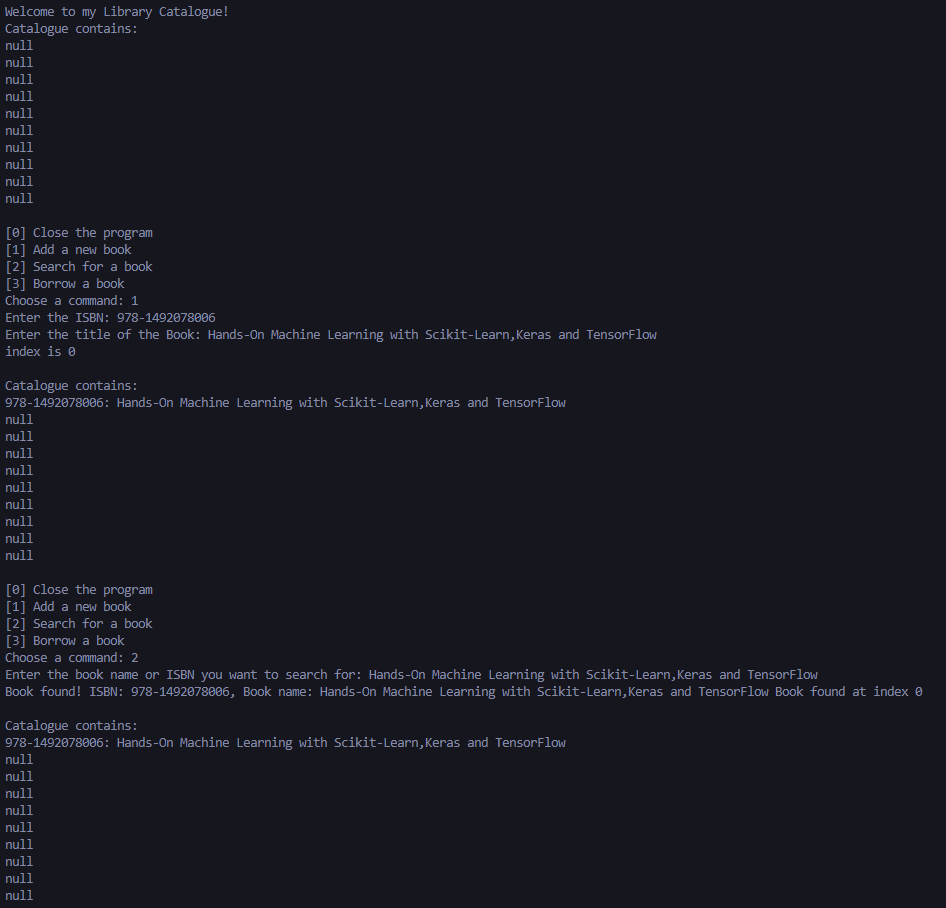 Welcome to my Library Catalogue!
Catalogue contains:
null
null
null
null
null
null
null
null
null
null
[0] Close the program
[1] Add a new book
[2] Search for a book
[3] Borrow a book
Choose a command: 1
Enter the ISBN: 978-1492078006
Enter the title of the Book: Hands-On Machine Learning with Scikit-Learn,Keras and TensorFlow
index is 0
Catalogue contains:
978-1492078006: Hands-On Machine Learning with Scikit-Learn,Keras and TensorFlow
null
null
null
null
null
null
null
null
null
[0] Close the program
[1] Add a new book
[2] Search for a book
[3] Borrow a book
Choose a command: 2
Enter the book name or ISBN you want to search for: Hands-On Machine Learning with Scikit-Learn,Keras and TensorFlow
Book found! ISBN: 978-1492078006, Book name: Hands-On Machine Learning with Scikit-Learn,Keras and TensorFlow Book found at index 0
Catalogue contains:
978-1492078006: Hands-On Machine Learning with Scikit-Learn,Keras and TensorFlow
null
null
null
null
null
null
null
null
null